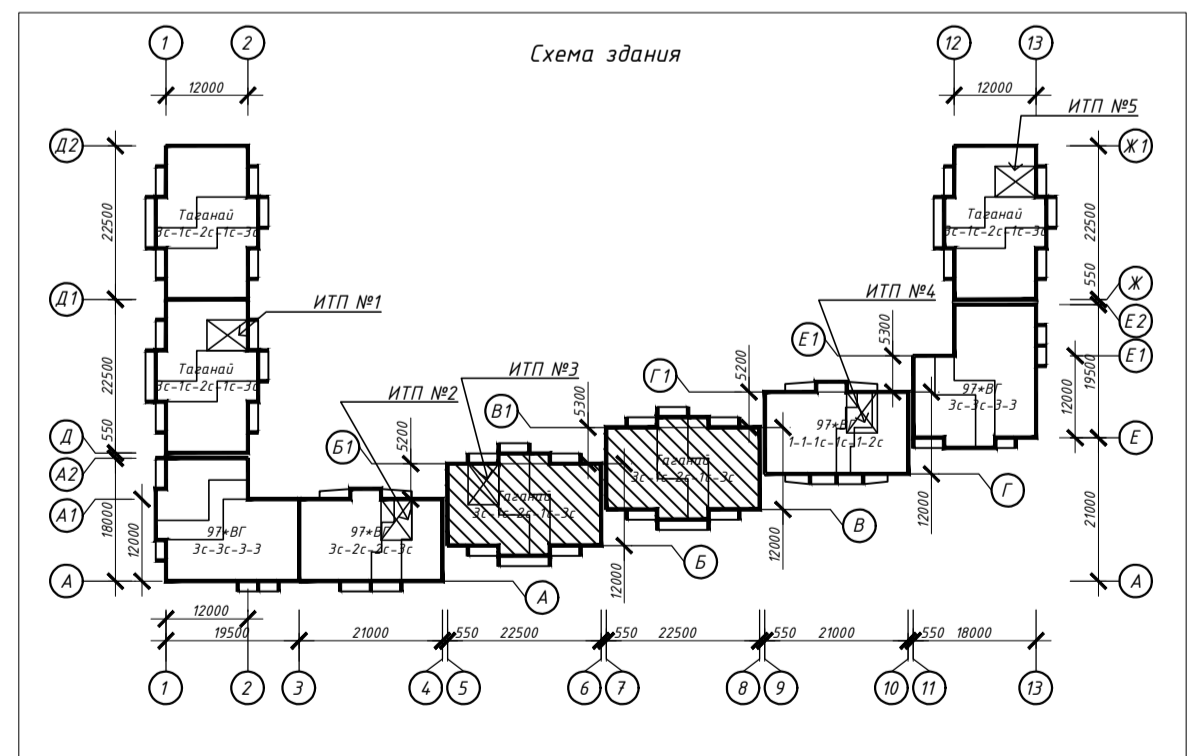 Схема здания
1 2 12 13
12000 12000
ИТП №5
Д2 Ж1
22500 22500
Таганай
3с-1с-2с-1с-3с
Таганай
3с-1с-2с-1с-3с
550
Д1 Ж
ИТП №1 ИТП №4
Е2
Е1 5300 Е1
22500 19500
Таганай
3с-1с-2с-1с-3с
ИТП №3 Г1 5200
12000
97*ВГ
3с-3с-3-3
ИТП №2 В1 5300
97*ВГ
1-1-1с-1с-1-2с
550
Д Б1 5200 Е
А2
Таганай
3с-1с-2с-1с-3с
Г
12000
Таганай
3с-1с-2с-1с-3с
А1 18000 12000 В 21000
97*ВГ
3с-3с-3-3
97*ВГ
3с-2с-2с-3с
12000
Б
12000
А А А
12000
19500 21000 550 22500 550 22500 550 21000 550 18000
1 2 3 4 5 6 7 8 9 10 11 13